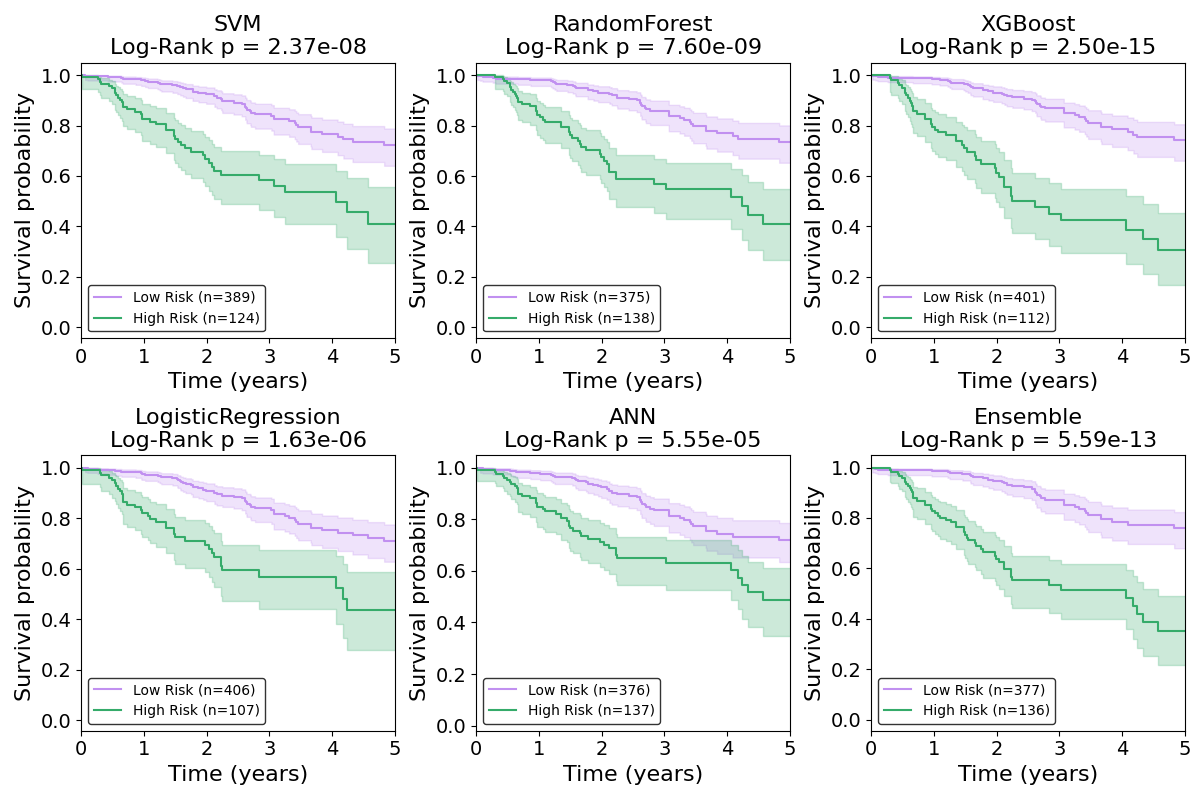 SVM
Log-Rank p = 2.37e-08
Survival probability
1.0
0.8
0.6
0.4
0.2
0.0
Low Risk (n=389)
High Risk (n=124)
0 1 2 3 4 5
Time (years)
RandomForest
Log-Rank p = 7.60e-09
Survival probability
1.0
0.8
0.6
0.4
0.2
0.0
Low Risk (n=375)
High Risk (n=138)
0 1 2 3 4 5
Time (years)
XGBoost
Log-Rank p = 2.50e-15
Survival probability
1.0
0.8
0.6
0.4
0.2
0.0
Low Risk (n=401)
High Risk (n=112)
0 1 2 3 4 5
Time (years)
LogisticRegression
Log-Rank p = 1.63e-06
Survival probability
1.0
0.8
0.6
0.4
0.2
0.0
Low Risk (n=406)
High Risk (n=107)
0 1 2 3 4 5
Time (years)
ANN
Log-Rank p = 5.55e-05
Survival probability
1.0
0.8
0.6
0.4
0.2
0.0
Low Risk (n=376)
High Risk (n=137)
0 1 2 3 4 5
Time (years)
Ensemble
Log-Rank p = 5.59e-13
Survival probability
1.0
0.8
0.6
0.4
0.2
0.0
Low Risk (n=377)
High Risk (n=136)
0 1 2 3 4 5
Time (years)